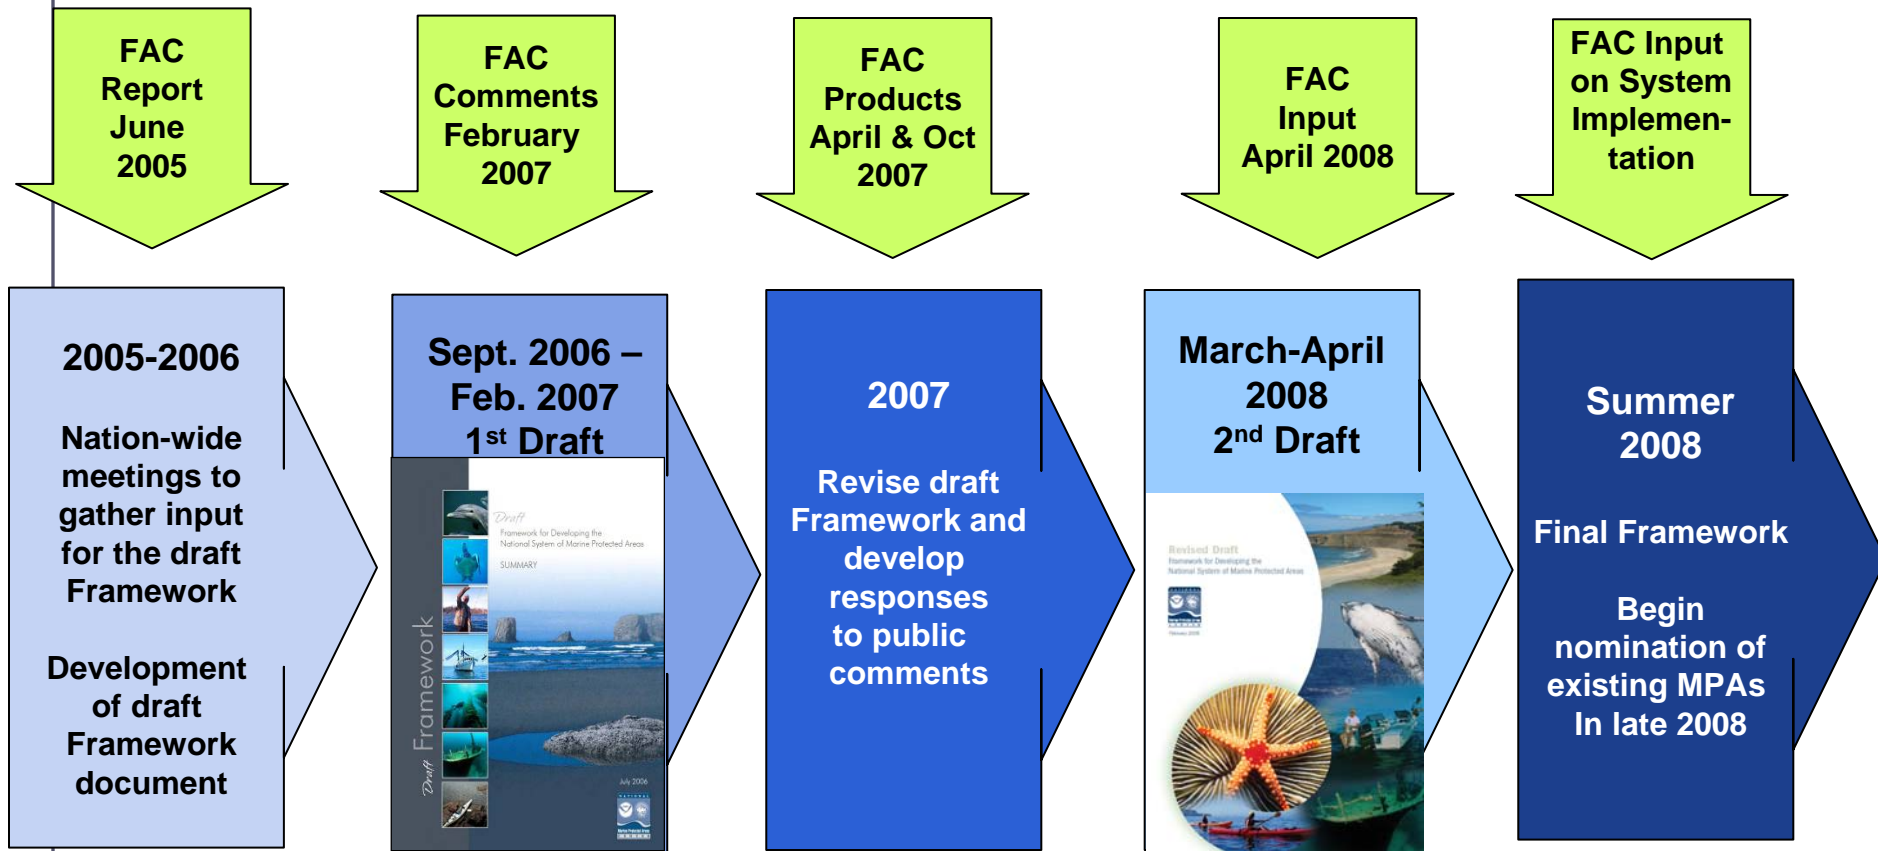 FAC
Report
June
2005
FAC
Comments
February
2007
FAC
Products
April & Oct
2007
FAC
Input
April 2008
FAC Input
on System
Implemen-
tation
2005-2006
Nation-wide
meetings to
gather input
for the draft
Framework
Development
of draft
Framework
document
Sept. 2006 –
Feb. 2007
1st Draft
Draft
Framework for Developing the
National System of Marine Protected Areas
SUMMARY
Draft Framework
July 2006
2007
Revise draft
Framework and
develop
responses
to public
comments
March-April
2008
2nd Draft
Revised Draft
Framework for Developing the
National System of Marine Protected Areas
Summer
2008
Final Framework
Begin
nomination of
existing MPAs
In late 2008